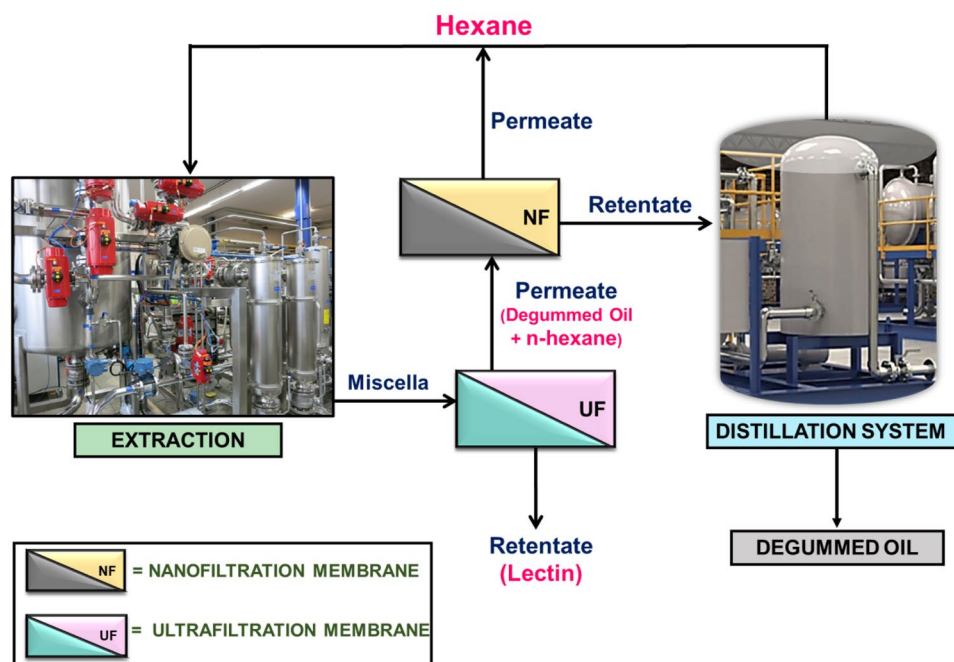 Hexane
Permeate
NF
Retentate
Permeate
(Degummed Oil
+ n-hexane)
Miscella
UF
EXTRACTION
DISTILLATION SYSTEM
Retentate
(Lectin)
DEGUMMED OIL
NF = NANOFILTRATION MEMBRANE
UF = ULTRAFILTRATION MEMBRANE